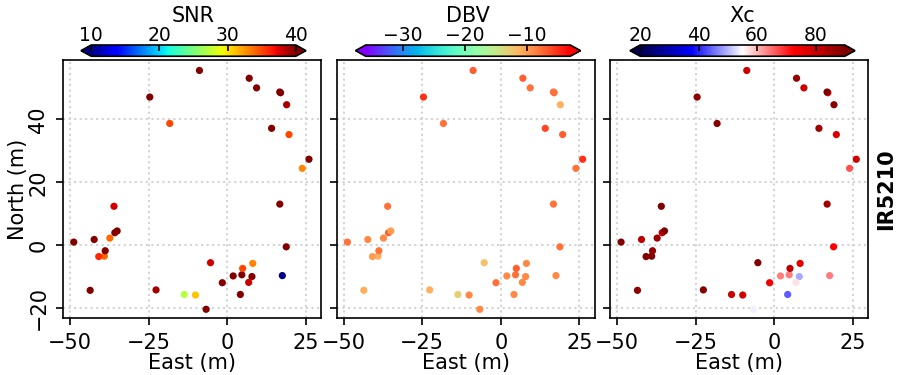 SNR DBV Xc
10 20 30 40 −30 −20 −10 20 40 60 80
North (m)
40
20
0
−20
IR5210
−50 −25 0 25 −50 −25 0 25 −50 −25 0 25
East (m) East (m) East (m)